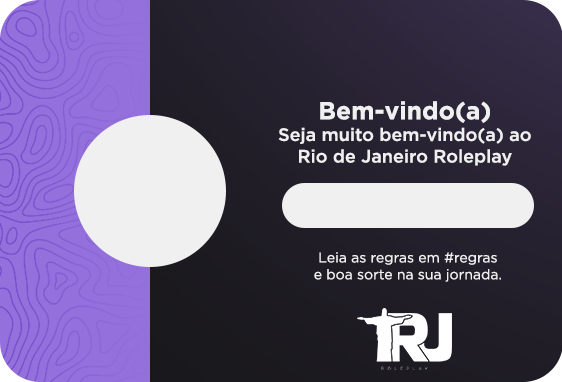 Bem-vindo(a)
Seja muito bem-vindo(a) ao
Rio de Janeiro Roleplay
Leia as regras em #regras
e boa sorte na sua jornada.
RJ
ROLEPLAY